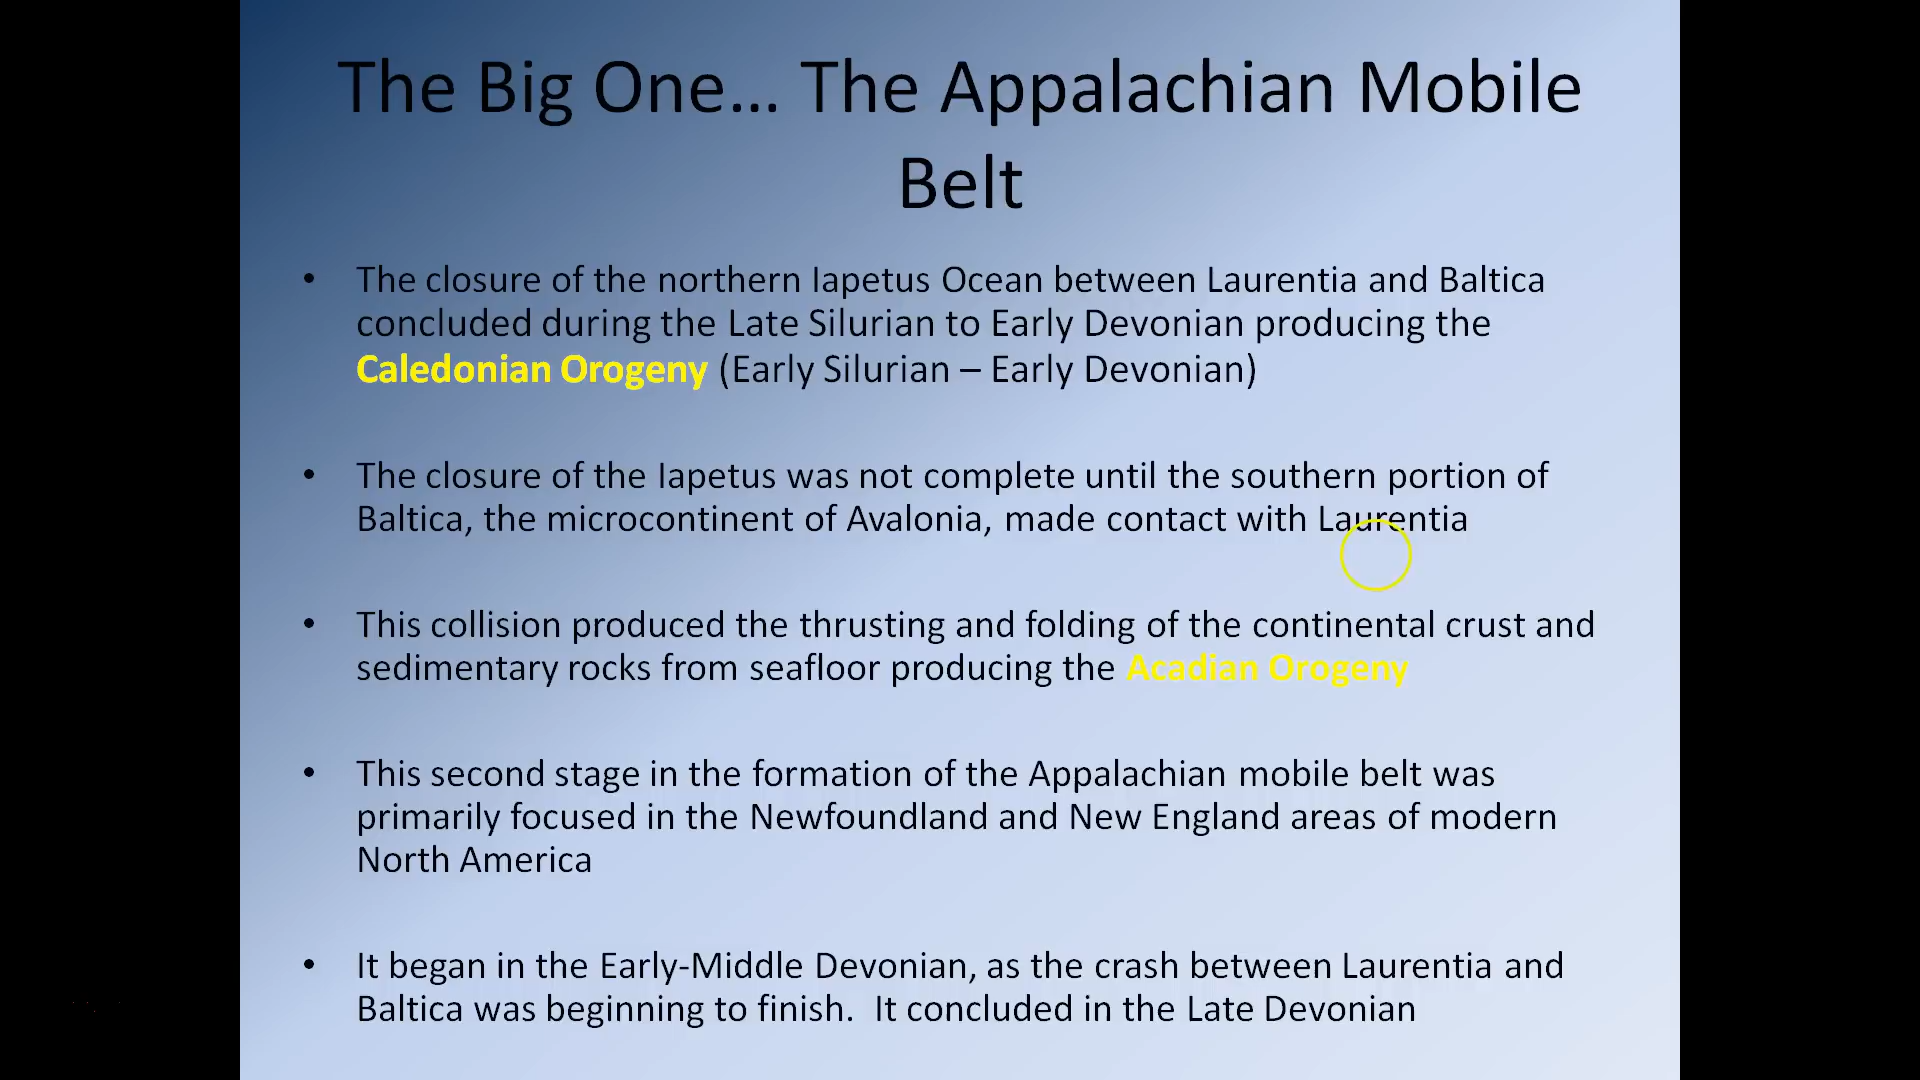 The Big One... The Appalachian Mobile
Belt
• The closure of the northern Iapetus Ocean between Laurentia and Baltica
concluded during the Late Silurian to Early Devonian producing the
Caledonian Orogeny (Early Silurian – Early Devonian)
• The closure of the Iapetus was not complete until the southern portion of
Baltica, the microcontinent of Avalonia, made contact with Laurentia
• This collision produced the thrusting and folding of the continental crust and
sedimentary rocks from seafloor producing the Acadian Orogeny
• This second stage in the formation of the Appalachian mobile belt was
primarily focused in the Newfoundland and New England areas of modern
North America
• It began in the Early-Middle Devonian, as the crash between Laurentia and
Baltica was beginning to finish.  It concluded in the Late Devonian